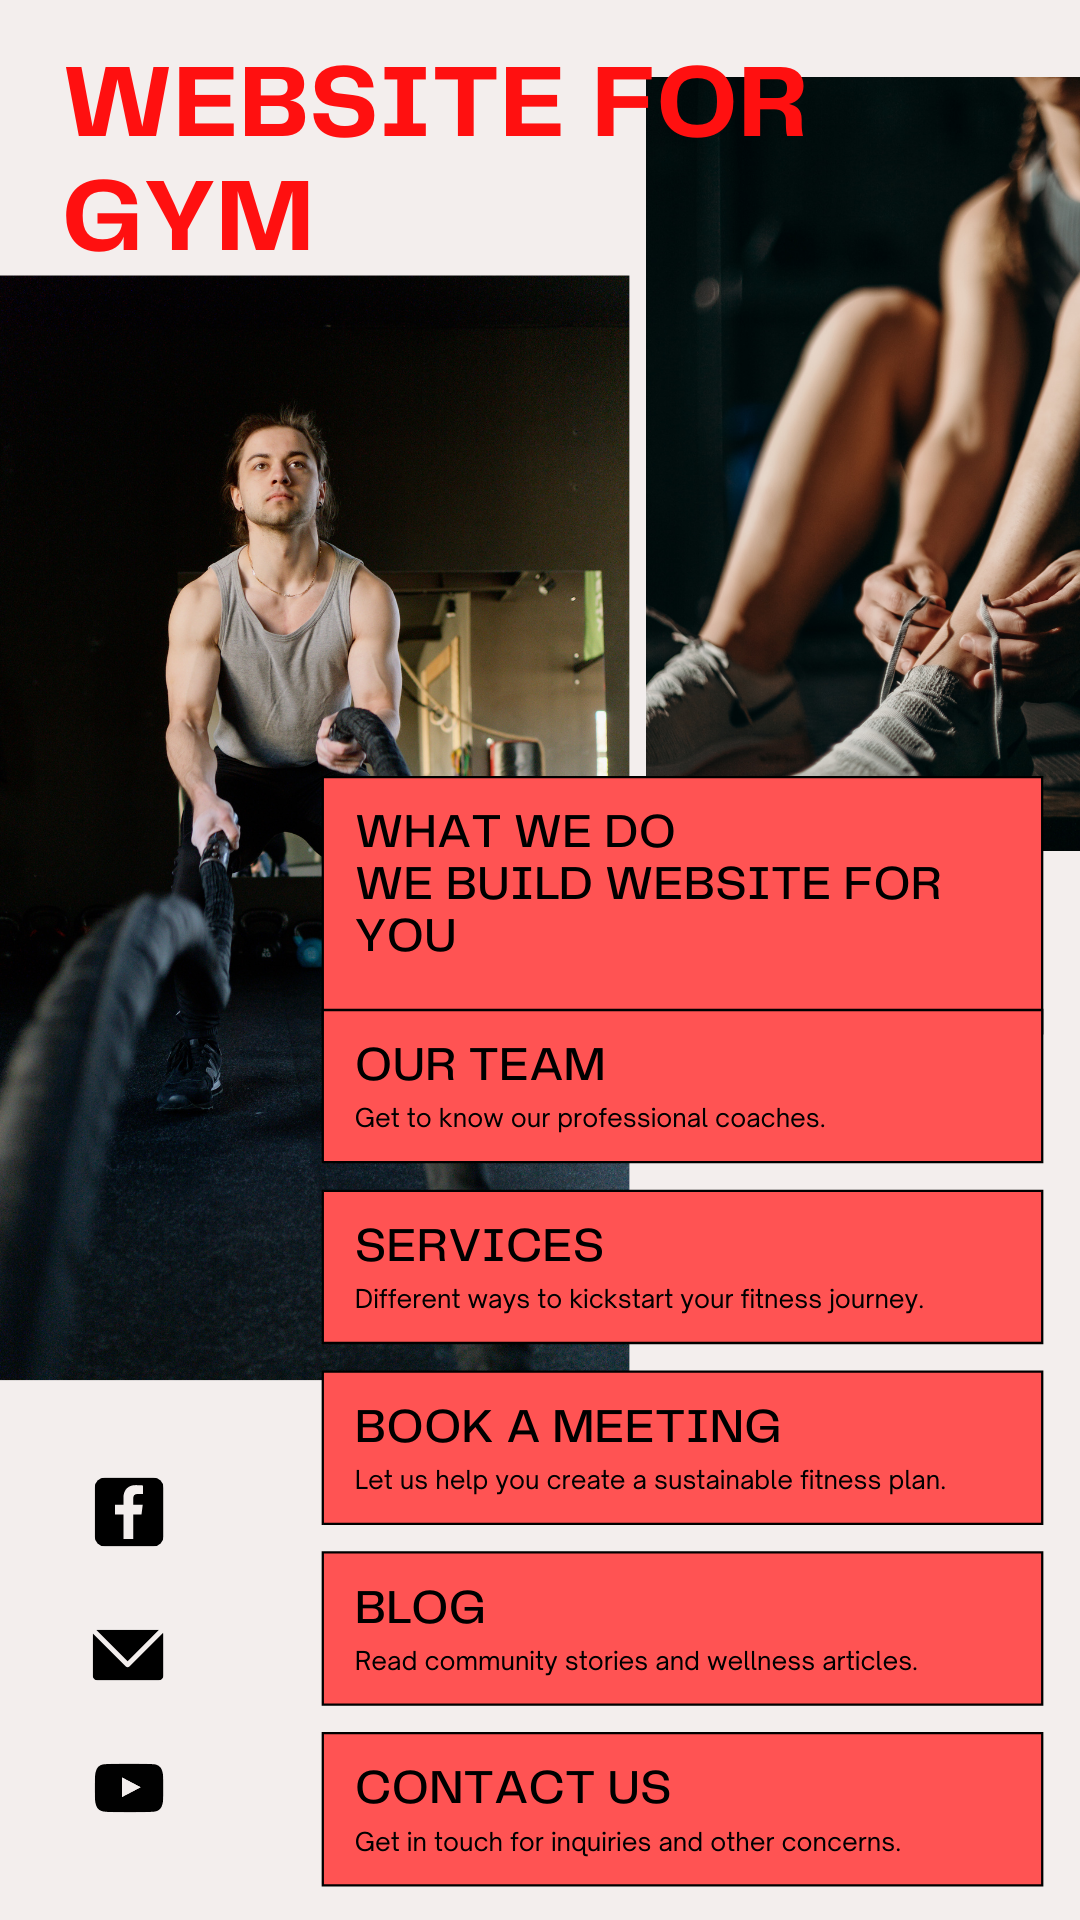 WEBSITE FOR
GYM
WHAT WE DO
WE BUILD WEBSITE FOR
YOU
OUR TEAM
Get to know our professional coaches.
SERVICES
Different ways to kickstart your fitness journey.
BOOK A MEETING
Let us help you create a sustainable fitness plan.
BLOG
Read community stories and wellness articles.
CONTACT US
Get in touch for inquiries and other concerns.